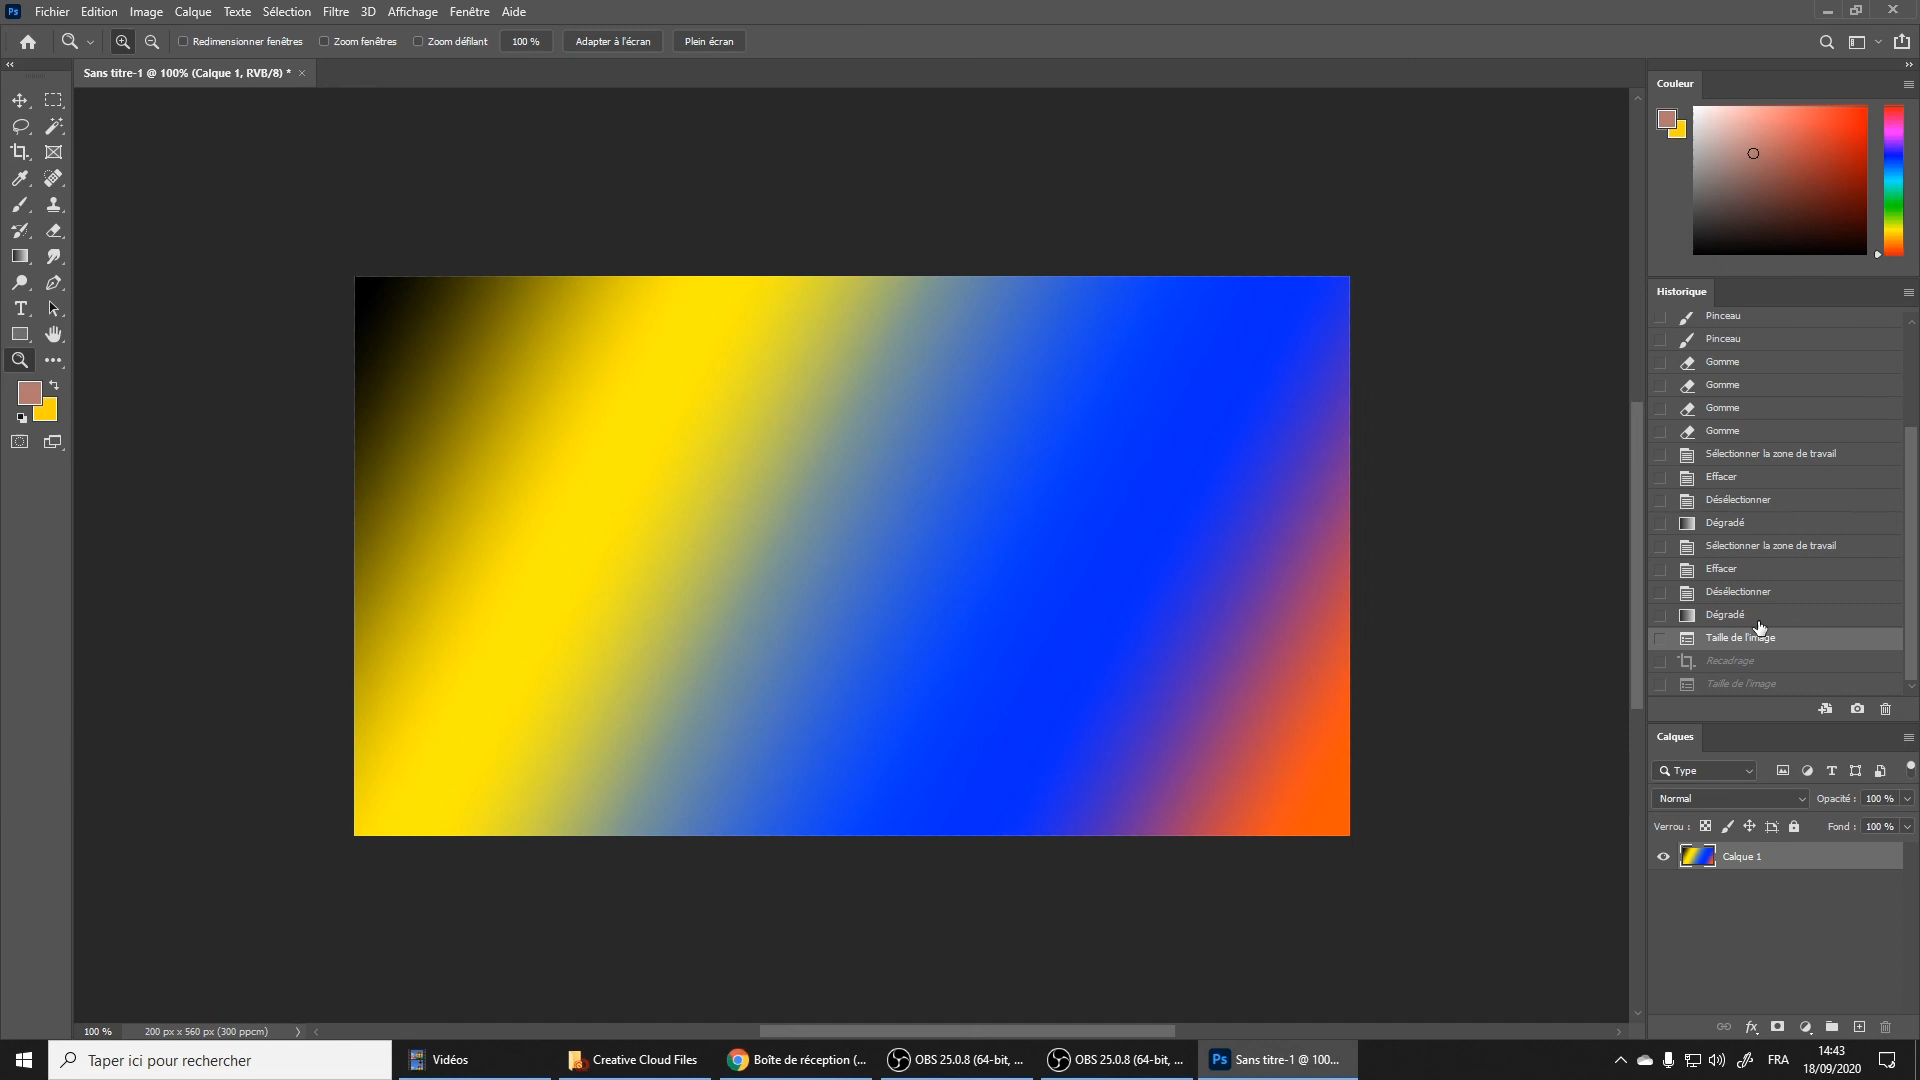 Ps Fichier Edition Image Calque Texte Sélection Filtre 3D Affichage Fenêtre Aide
Redimensionner fenêtres Zoom fenêtres Zoom défilant 100 % Adapter à l'écran Plein écran
Sans titre-1 @ 100% (Calque 1, RVB/8) * ×
Couleur
Historique
Pinceau
Pinceau
Gomme
Gomme
Gomme
Gomme
Sélectionner la zone de travail
Effacer
Désélectionner
Dégradé
Sélectionner la zone de travail
Effacer
Désélectionner
Dégradé
Taille de l'image
Recadrage
Taille de l'image
Calques
Type
Normal Opacité : 100 %
Verrou : Fond : 100 %
Calque 1
100 % 200 px x 560 px (300 ppcm)
Taper ici pour rechercher Vidéos Creative Cloud Files Boîte de réception (... OBS 25.0.8 (64-bit, ... OBS 25.0.8 (64-bit, ... Ps Sans titre-1 @ 100... FRA 14:43
18/09/2020